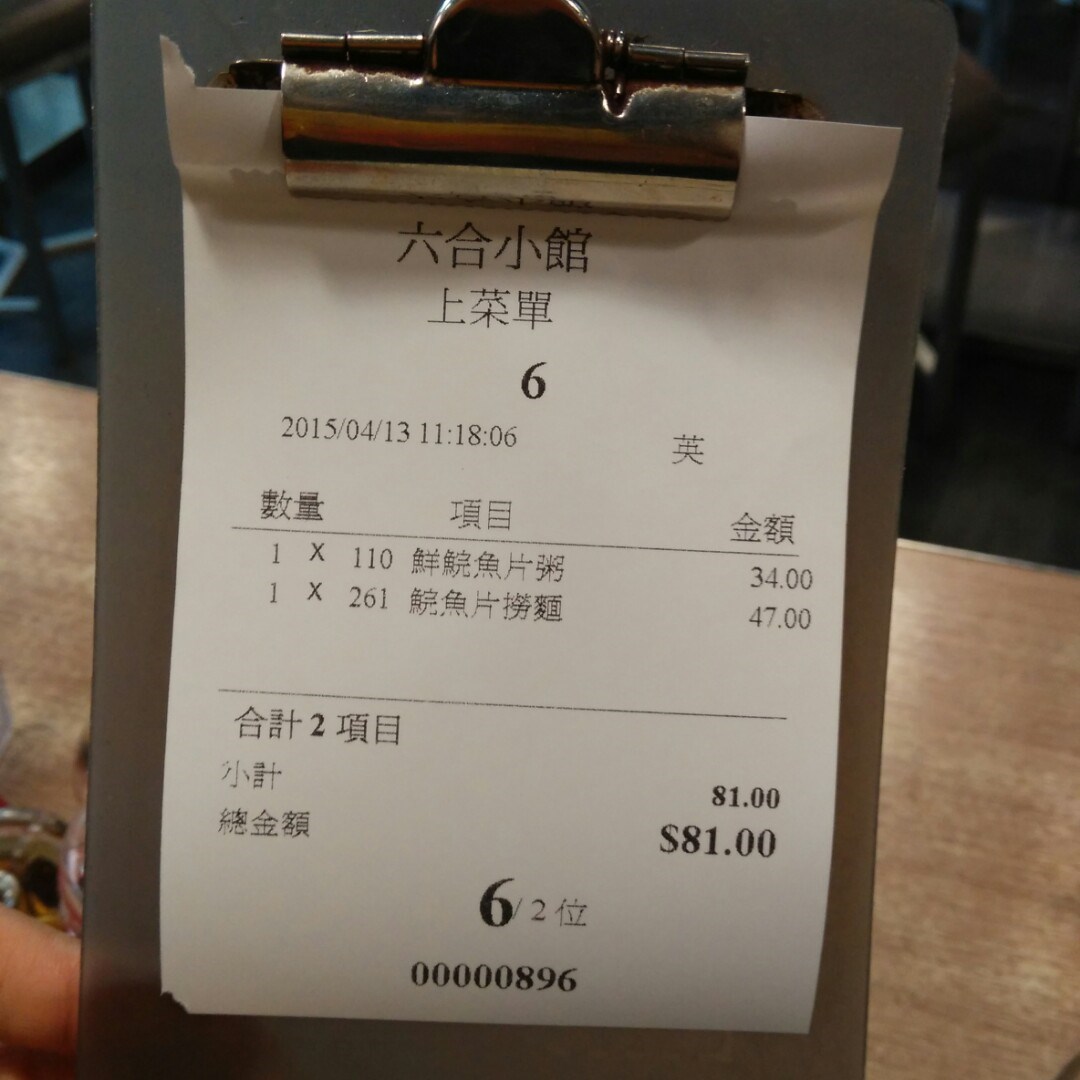 六合小館
上菜單
6
2015/04/13 11:18:06 英
數量 項目 金額
1 X 110 鮮鯇魚片粥 34.00
1 X 261 鯇魚片撈麵 47.00
合計 2 項目
小計 81.00
總金額 $81.00
6/ 2 位
00000896